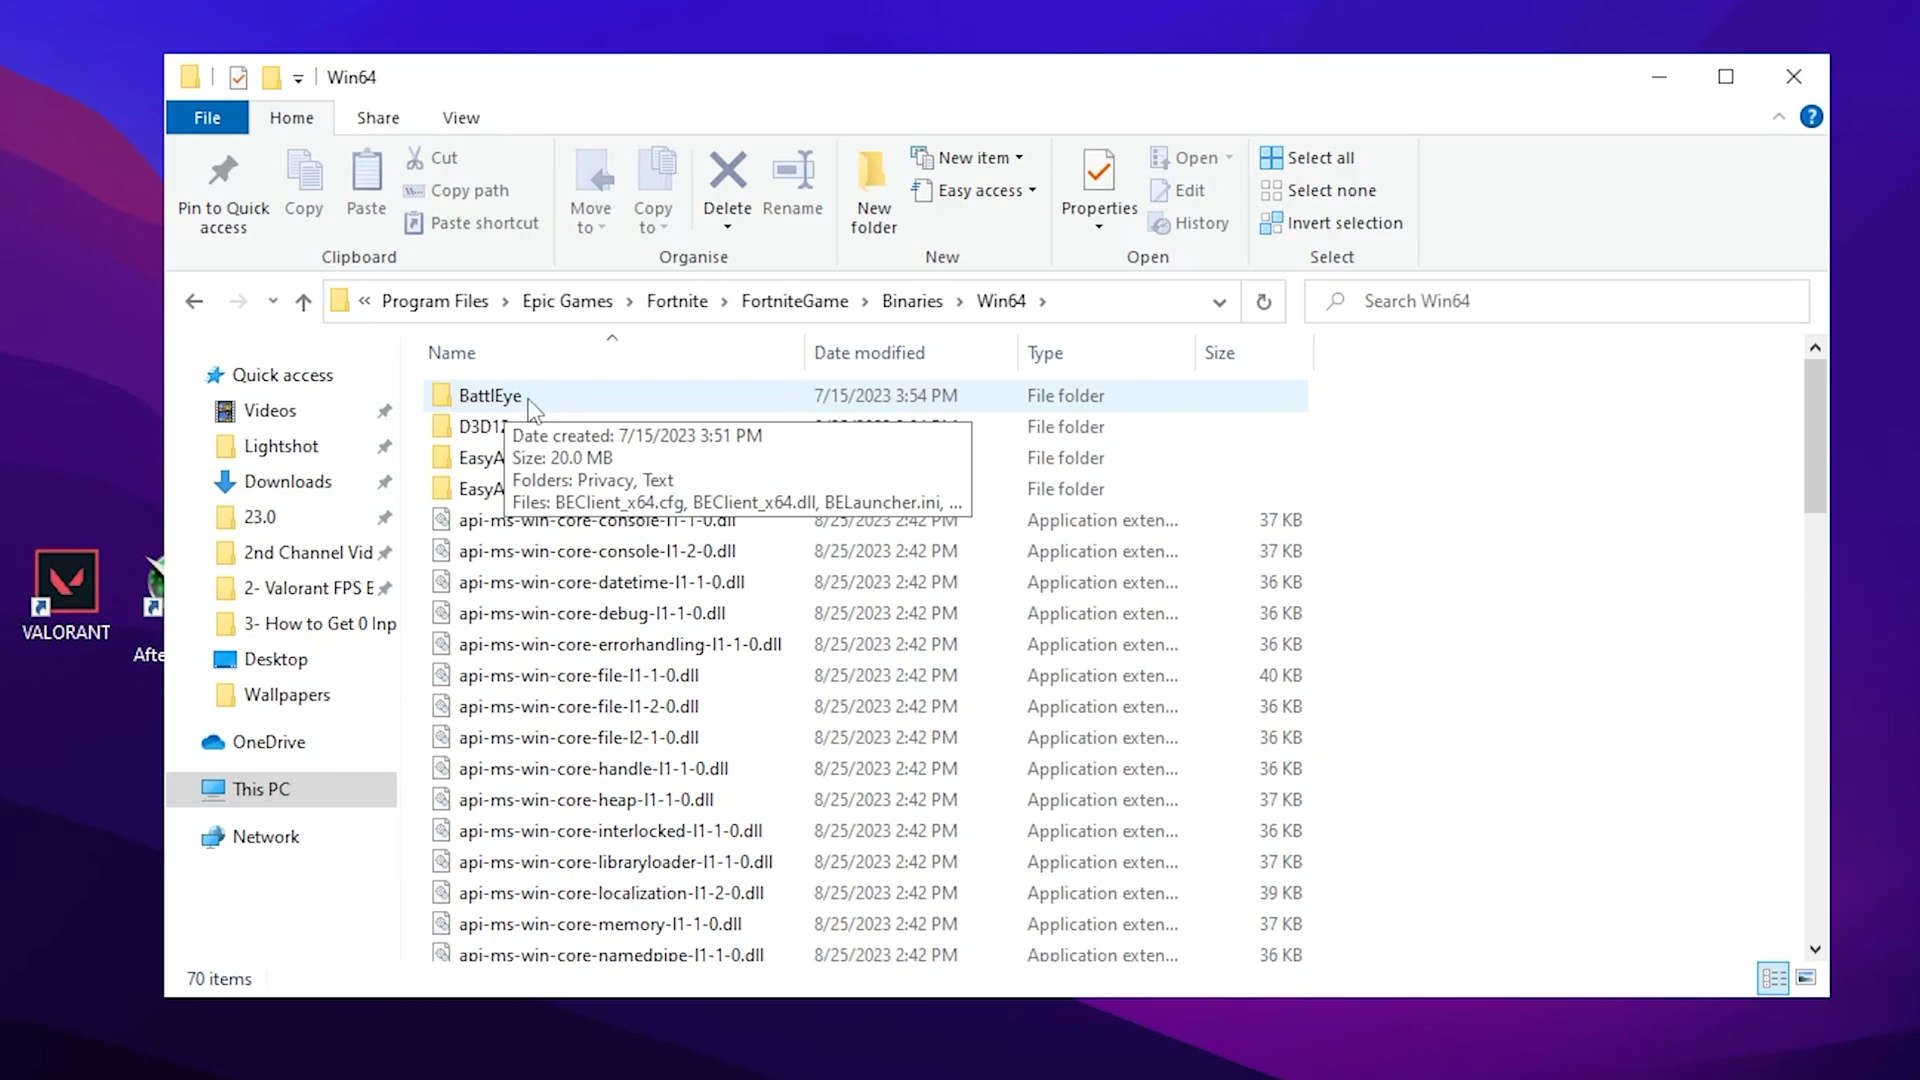 Win64
File Home Share View
Pin to Quick access
Copy
Paste
Cut
Copy path
Paste shortcut
Clipboard
Move to
Copy to
Delete
Rename
Organise
New folder
New item
Easy access
New
Properties
Open
Edit
History
Open
Select all
Select none
Invert selection
Select
« Program Files › Epic Games › Fortnite › FortniteGame › Binaries › Win64 ›
Search Win64
Name Date modified Type Size
Quick access
Videos
Lightshot
Downloads
23.0
2nd Channel Vid
2- Valorant FPS E
3- How to Get 0 Inp
Desktop
Wallpapers
OneDrive
This PC
Network
BattlEye 7/15/2023 3:54 PM File folder
D3D12 File folder
EasyA File folder
EasyA File folder
Date created: 7/15/2023 3:51 PM
Size: 20.0 MB
Folders: Privacy, Text
Files: BEClient_x64.cfg, BEClient_x64.dll, BELauncher.ini, ...
api-ms-win-core-console-l1-1-0.dll 8/25/2023 2:42 PM Application exten... 37 KB
api-ms-win-core-console-l1-2-0.dll 8/25/2023 2:42 PM Application exten... 37 KB
api-ms-win-core-datetime-l1-1-0.dll 8/25/2023 2:42 PM Application exten... 36 KB
api-ms-win-core-debug-l1-1-0.dll 8/25/2023 2:42 PM Application exten... 36 KB
api-ms-win-core-errorhandling-l1-1-0.dll 8/25/2023 2:42 PM Application exten... 36 KB
api-ms-win-core-file-l1-1-0.dll 8/25/2023 2:42 PM Application exten... 40 KB
api-ms-win-core-file-l1-2-0.dll 8/25/2023 2:42 PM Application exten... 36 KB
api-ms-win-core-file-l2-1-0.dll 8/25/2023 2:42 PM Application exten... 36 KB
api-ms-win-core-handle-l1-1-0.dll 8/25/2023 2:42 PM Application exten... 36 KB
api-ms-win-core-heap-l1-1-0.dll 8/25/2023 2:42 PM Application exten... 37 KB
api-ms-win-core-interlocked-l1-1-0.dll 8/25/2023 2:42 PM Application exten... 36 KB
api-ms-win-core-libraryloader-l1-1-0.dll 8/25/2023 2:42 PM Application exten... 37 KB
api-ms-win-core-localization-l1-2-0.dll 8/25/2023 2:42 PM Application exten... 39 KB
api-ms-win-core-memory-l1-1-0.dll 8/25/2023 2:42 PM Application exten... 37 KB
api-ms-win-core-namedpipe-l1-1-0.dll 8/25/2023 2:42 PM Application exten... 36 KB
70 items
VALORANT
Afte